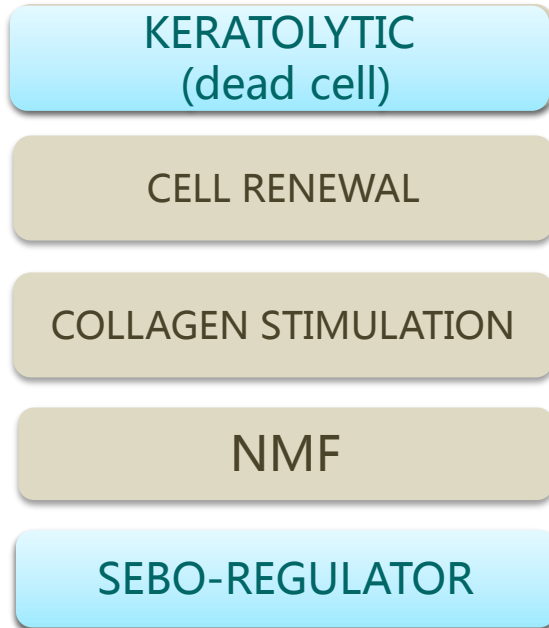 KERATOLYTIC
(dead cell)
CELL RENEWAL
COLLAGEN STIMULATION
NMF
SEBO-REGULATOR